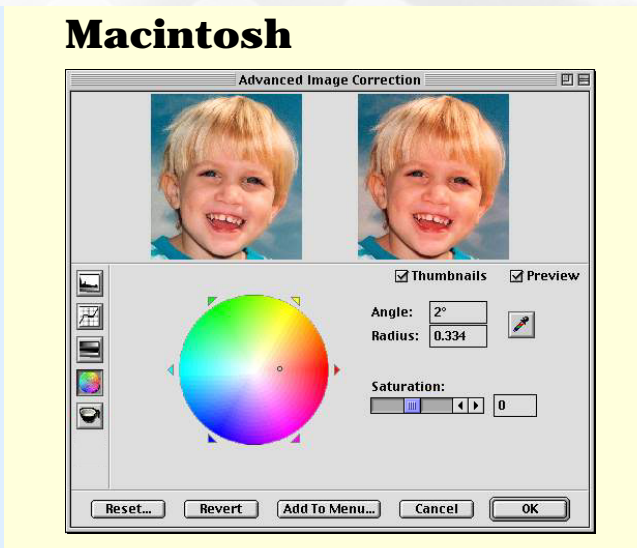 Macintosh
Advanced Image Correction
Thumbnails Preview
Angle: 2°
Radius: 0.334
Saturation:
0
Reset... Revert Add To Menu... Cancel OK